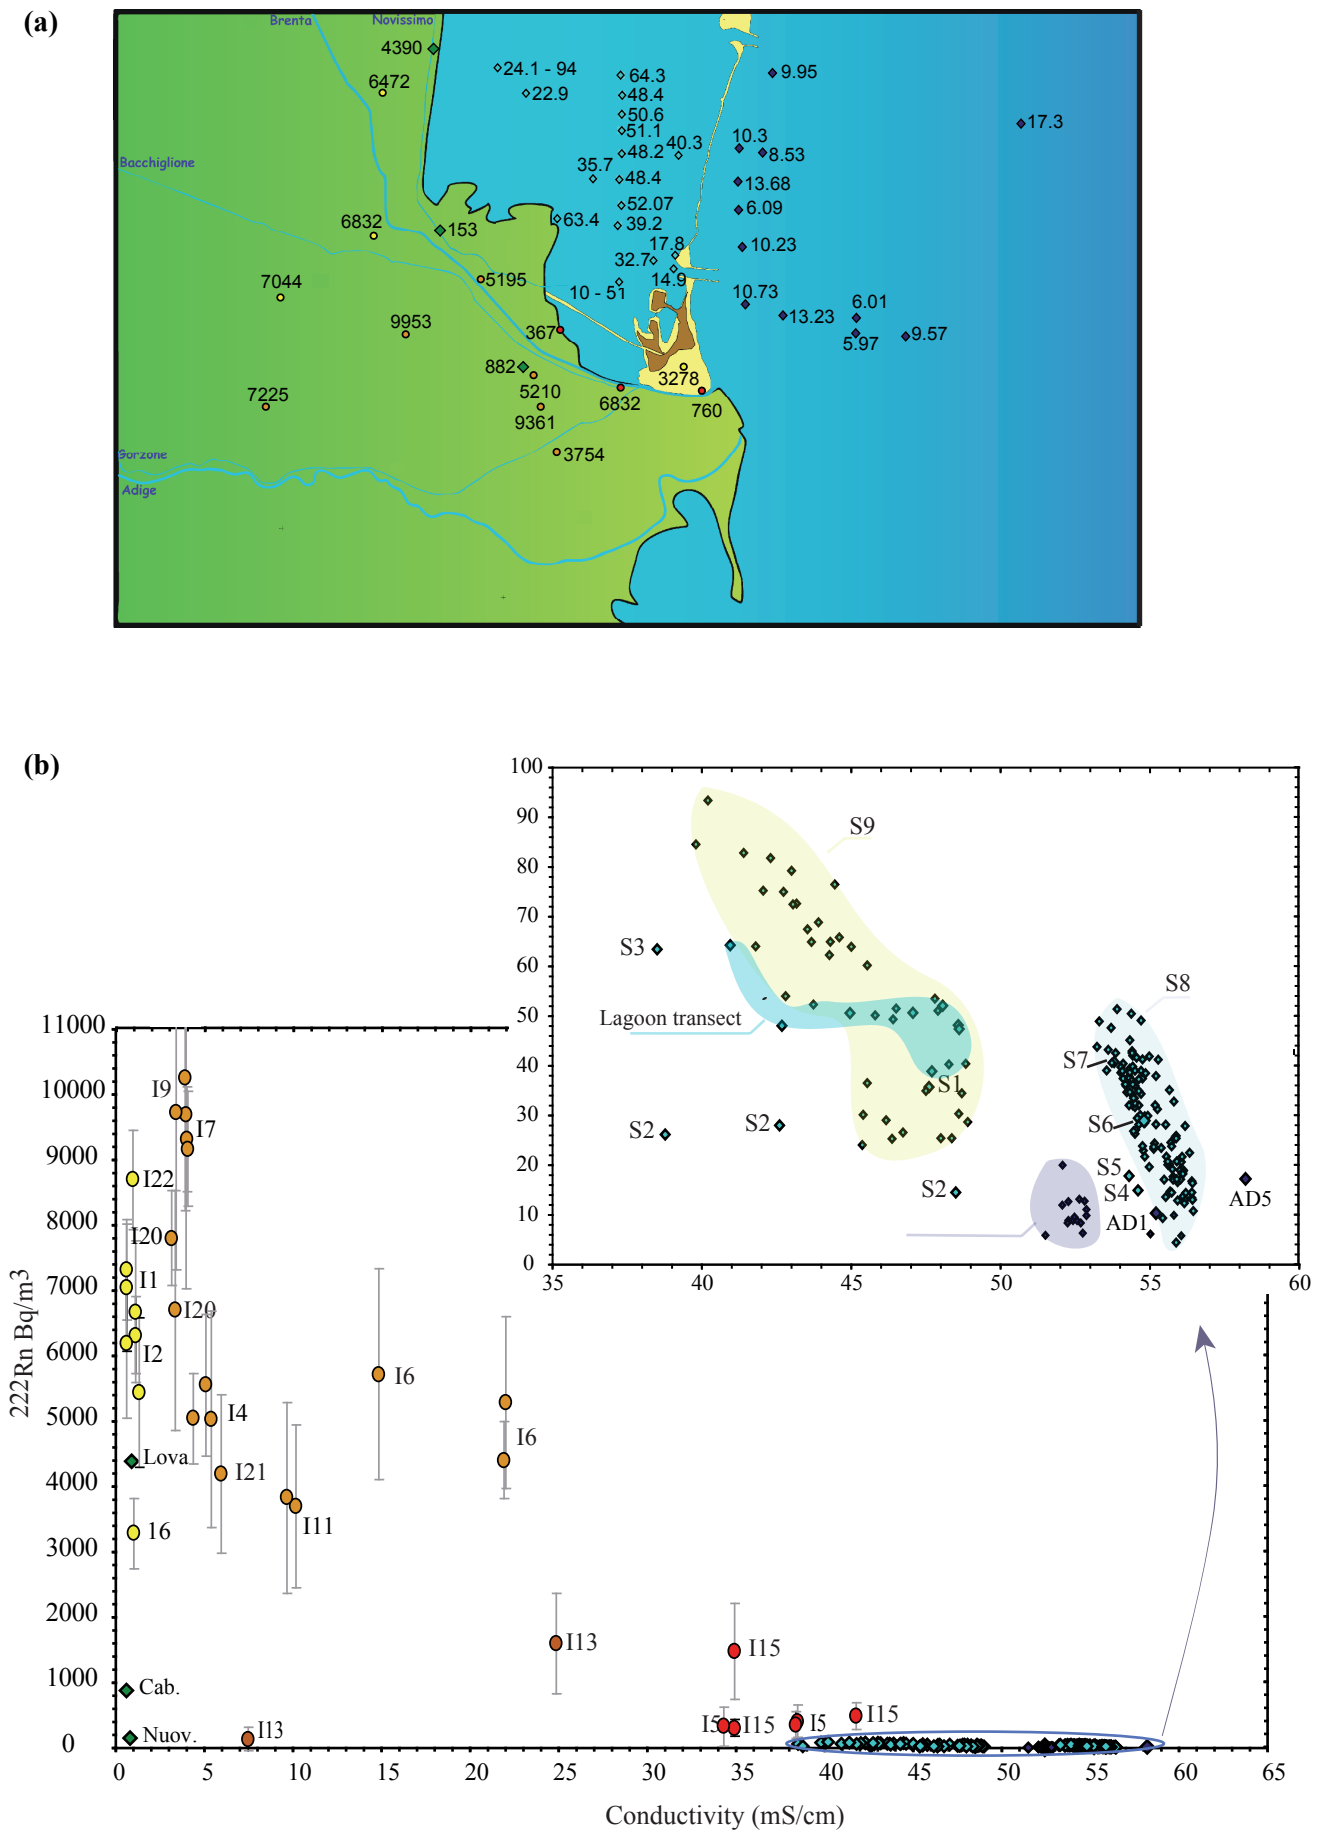 (a)
Brenta
Novissimo
4390
24.1 - 94
64.3
9.95
6472
22.9
48.4
50.6
17.3
51.1
10.3
40.3
48.2
8.53
Bacchiglione
35.7
48.4
13.68
52.07
6.09
6832
153
63.4
39.2
17.8
10.23
32.7
7044
5195
14.9
10 - 51
10.73
6.01
13.23
9953
367
5.97
9.57
882
3278
7225
5210
6832
760
9361
Gorzone
3754
Adige
(b)
100
90
80
70
60
50
40
30
20
10
0
35
40
45
50
55
60
S9
S3
S8
Lagoon transect
S7
S1
S6
S2
S2
S5
S2
S4
AD1
AD5
11000
10000
9000
8000
7000
6000
5000
4000
3000
2000
1000
0
222Rn Bq/m3
I9
I7
I22
I20
I1
I20
I2
I6
I4
I6
Lova
I21
16
I11
I13
I15
Cab.
I5
I15
I5
I15
Nuov.
I13
0
5
10
15
20
25
30
35
40
45
50
55
60
65
Conductivity (mS/cm)